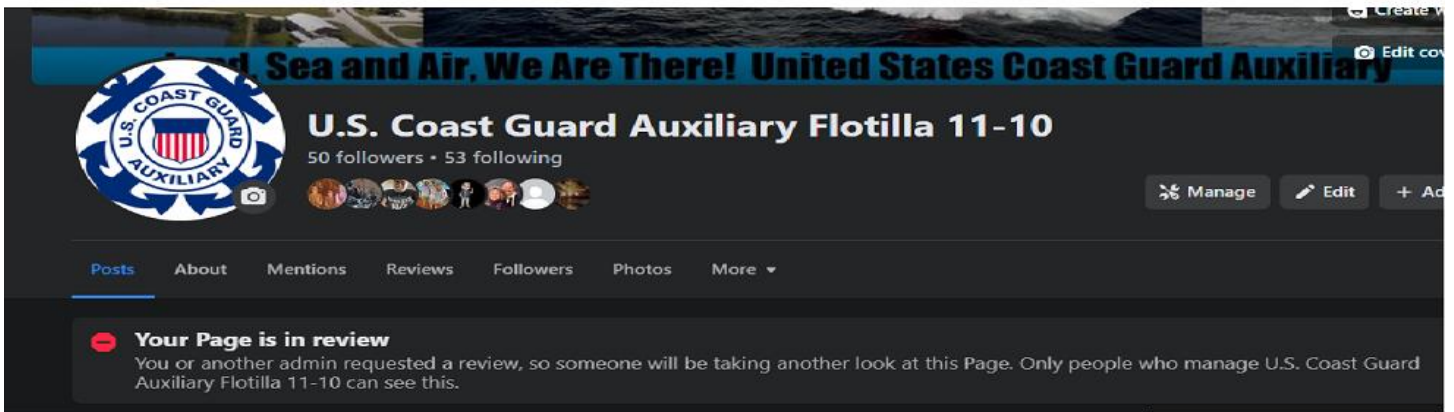 Create
Edit
Sea and Air, We Are There! United States Coast Guard Auxiliary
U.S. COAST GUARD
AUXILIARY
U.S. Coast Guard Auxiliary Flotilla 11-10
50 followers • 53 following
Manage
Edit
+
Posts
About
Mentions
Reviews
Followers
Photos
More
Your Page is in review
You or another admin requested a review, so someone will be taking another look at this Page. Only people who manage U.S. Coast Guard
Auxiliary Flotilla 11-10 can see this.